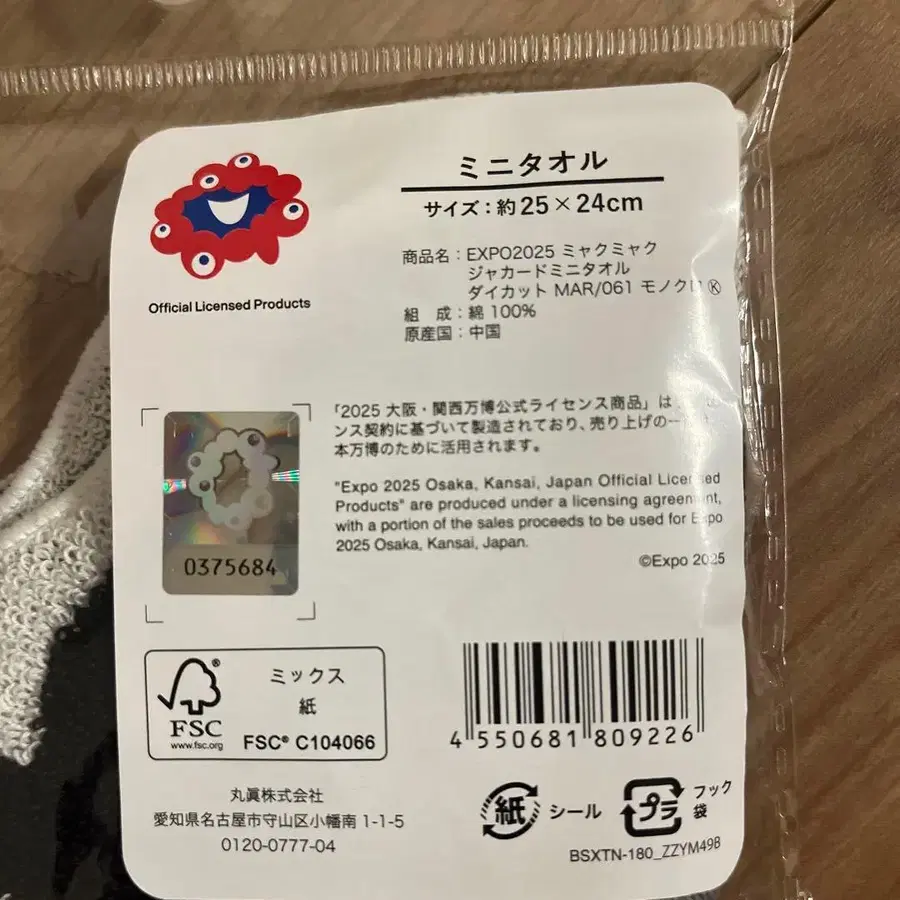 ミニタオル
サイズ：約25×24cm
商品名：EXPO2025 ミャクミャク
ジャカードミニタオル
ダイカット MAR/061 モノクロ Ⓚ
組　成：綿 100%
原産国：中国
Official Licensed Products
「2025 大阪・関西万博公式ライセンス商品」は
ンス契約に基づいて製造されており、売り上げの一
本万博のために活用されます。
"Expo 2025 Osaka, Kansai, Japan Official Licensed
Products" are produced under a licensing agreement,
with a portion of the sales proceeds to be used for Expo
2025 Osaka, Kansai, Japan.
©Expo 2025
0375684
FSC®
www.fsc.org
ミックス
紙
FSC® C104066
4 550681 809226
丸眞株式会社
愛知県名古屋市守山区小幡南 1-1-5
0120-0777-04
紙 シール
プラ フック
袋
BSXTN-180_ZZYM49B